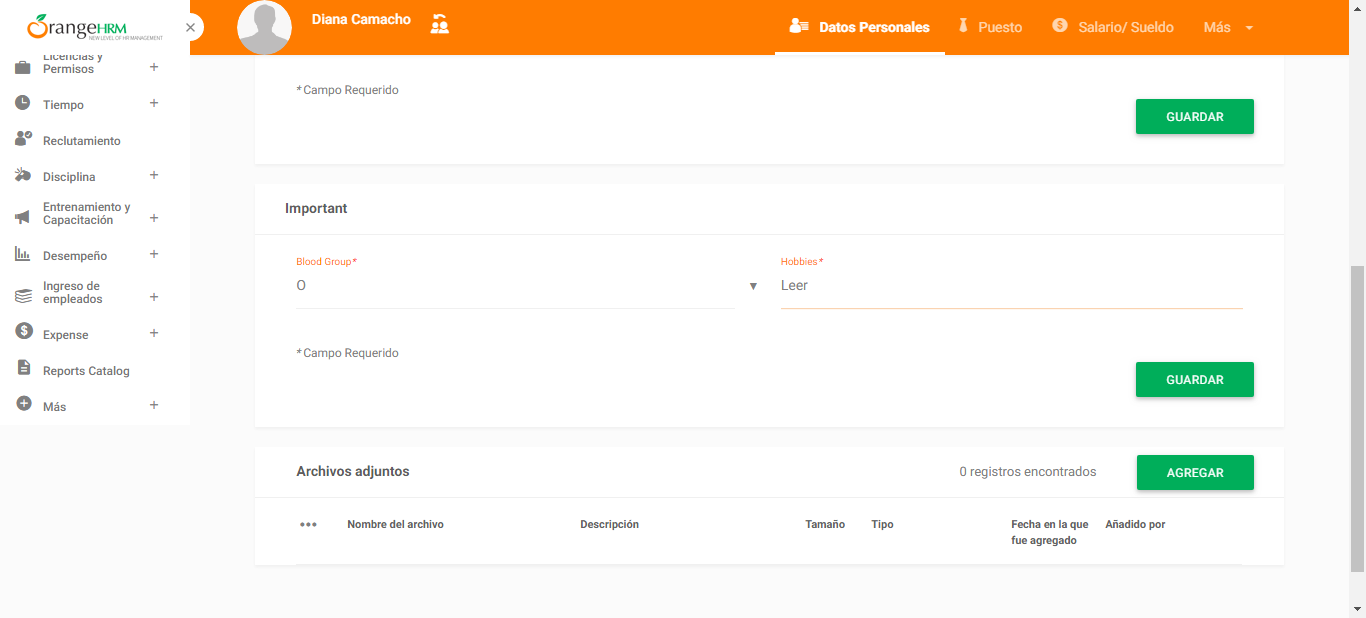 OrangeHRM
NEW LEVEL OF HR MANAGEMENT
Diana Camacho
Datos Personales
Puesto
Salario/ Sueldo
Más
Licencias y
Permisos
Tiempo
Reclutamiento
Disciplina
Entrenamiento y
Capacitación
Desempeño
Ingreso de
empleados
Expense
Reports Catalog
Más
* Campo Requerido
GUARDAR
Important
Blood Group*
O
Hobbies*
Leer
* Campo Requerido
GUARDAR
Archivos adjuntos
0 registros encontrados
AGREGAR
Nombre del archivo
Descripción
Tamaño
Tipo
Fecha en la que
fue agregado
Añadido por